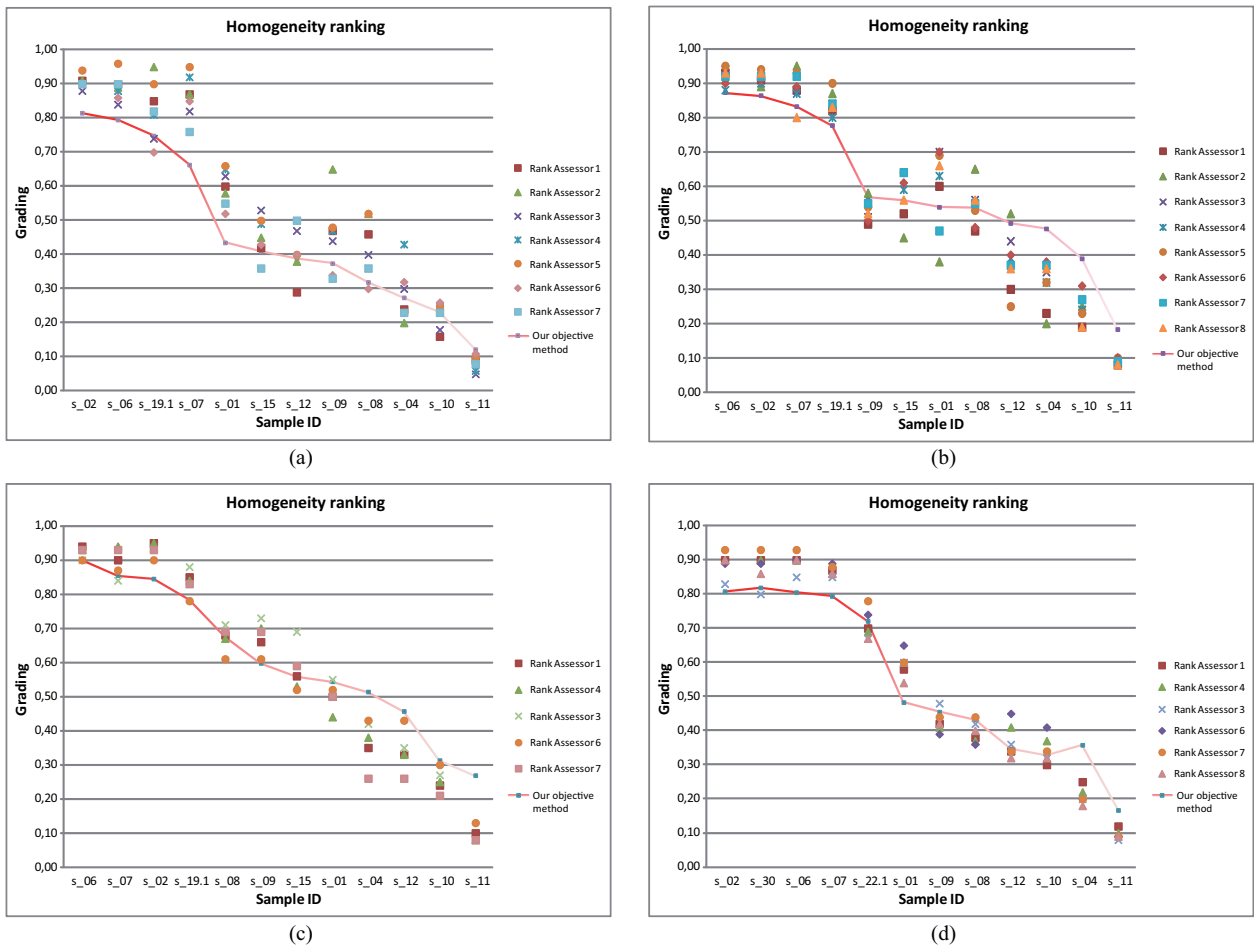 Homogeneity ranking
1,00
0,90
0,80
0,70
0,60
0,50
0,40
0,30
0,20
0,10
0,00
Grading
s_02 s_06 s_19.1 s_07 s_01 s_15 s_12 s_09 s_08 s_04 s_10 s_11
Sample ID
Rank Assessor 1
Rank Assessor 2
Rank Assessor 3
Rank Assessor 4
Rank Assessor 5
Rank Assessor 6
Rank Assessor 7
Our objective
method
(a)
Homogeneity ranking
1,00
0,90
0,80
0,70
0,60
0,50
0,40
0,30
0,20
0,10
0,00
Grading
s_06 s_02 s_07 s_19.1 s_09 s_15 s_01 s_08 s_12 s_04 s_10 s_11
Sample ID
Rank Assessor 1
Rank Assessor 2
Rank Assessor 3
Rank Assessor 4
Rank Assessor 5
Rank Assessor 6
Rank Assessor 7
Rank Assessor 8
Our objective
method
(b)
Homogeneity ranking
1,00
0,90
0,80
0,70
0,60
0,50
0,40
0,30
0,20
0,10
0,00
Grading
s_06 s_07 s_02 s_19.1 s_08 s_09 s_15 s_01 s_04 s_12 s_10 s_11
Sample ID
Rank Assessor 1
Rank Assessor 4
Rank Assessor 3
Rank Assessor 6
Rank Assessor 7
Our objective
method
(c)
Homogeneity ranking
1,00
0,90
0,80
0,70
0,60
0,50
0,40
0,30
0,20
0,10
0,00
Grading
s_02 s_30 s_06 s_07 s_22.1 s_01 s_09 s_08 s_12 s_10 s_04 s_11
Sample ID
Rank Assessor 1
Rank Assessor 4
Rank Assessor 3
Rank Assessor 6
Rank Assessor 7
Rank Assessor 8
Our objective
method
(d)